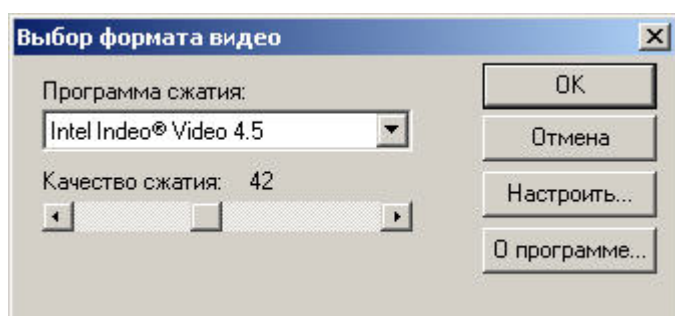 Выбор формата видео
Программа сжатия:
Intel Indeo® Video 4.5
Качество сжатия: 42
OK
Отмена
Настроить...
О программе...